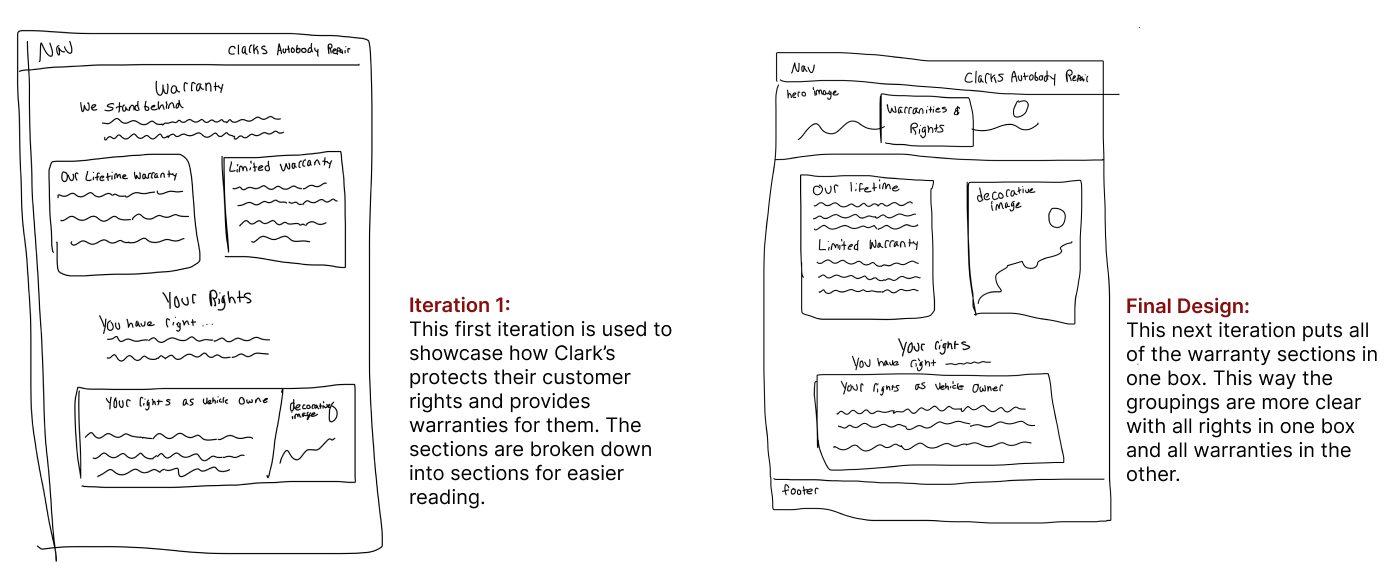 Nav
Clarks Autobody Repair
Warranty
We stand behind
Our Lifetime Warranty
Limited Warranty
Your Rights
You have right ...
Your rights as Vehicle Owne
decorative
image
Iteration 1:
This first iteration is used to
showcase how Clark's
protects their customer
rights and provides
warranties for them. The
sections are broken down
into sections for easier
reading.
Nav
Clarks Autobody Repair
hero image
Warranities &
Rights
Our lifetime
Limited Warranty
decorative
image
Your rights
You have right
Your rights as Vehicle Owner
footer
Final Design:
This next iteration puts all
of the warranty sections in
one box. This way the
groupings are more clear
with all rights in one box
and all warranties in the
other.